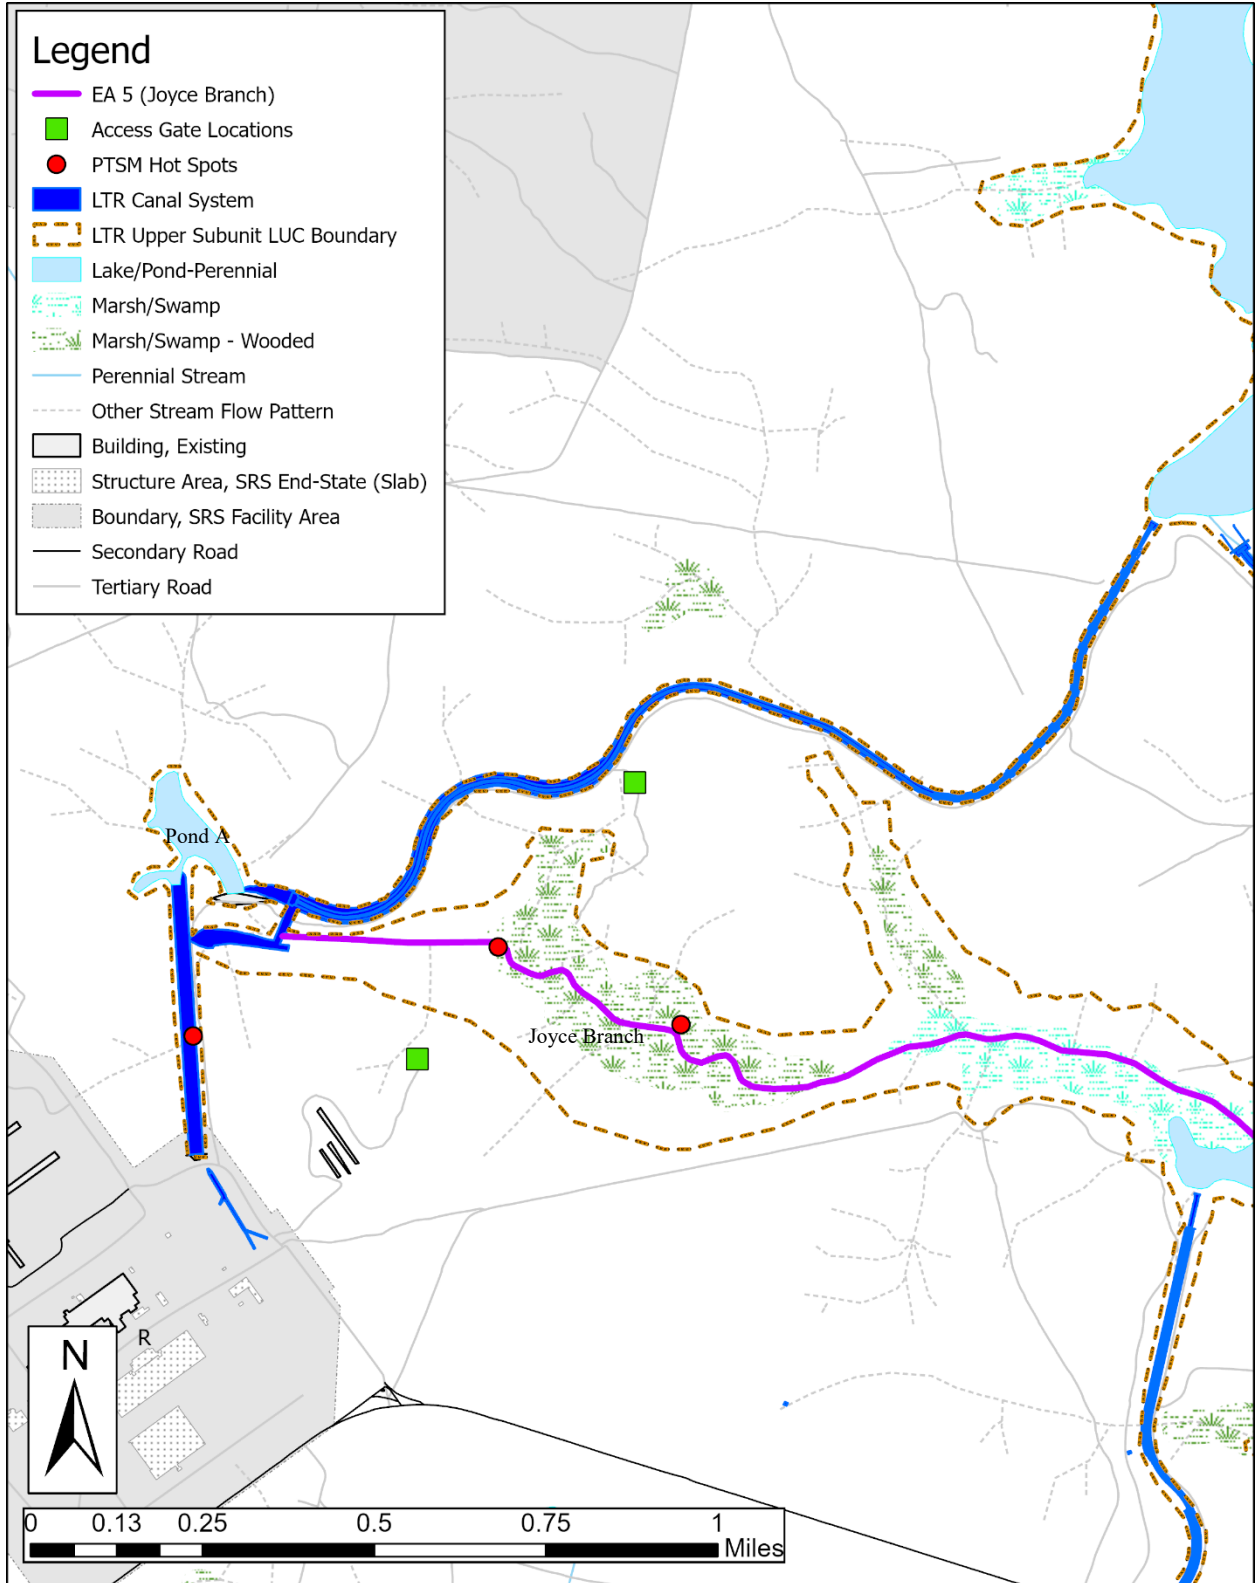 Legend
EA 5 (Joyce Branch)
Access Gate Locations
PTSM Hot Spots
LTR Canal System
LTR Upper Subunit LUC Boundary
Lake/Pond-Perennial
Marsh/Swamp
Marsh/Swamp - Wooded
Perennial Stream
Other Stream Flow Pattern
Building, Existing
Structure Area, SRS End-State (Slab)
Boundary, SRS Facility Area
Secondary Road
Tertiary Road
Pond A
Joyce Branch
R
N
0 0.13 0.25 0.5 0.75 1
Miles